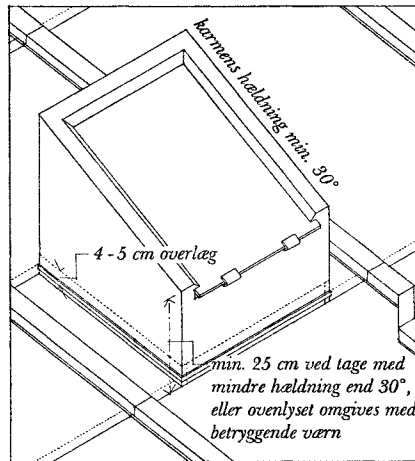 karmens hældning min. 30°
4 - 5 cm overlæg
min. 25 cm ved tage med
mindre hældning end 30°,
eller ovenlyset omgives med
betryggende værn